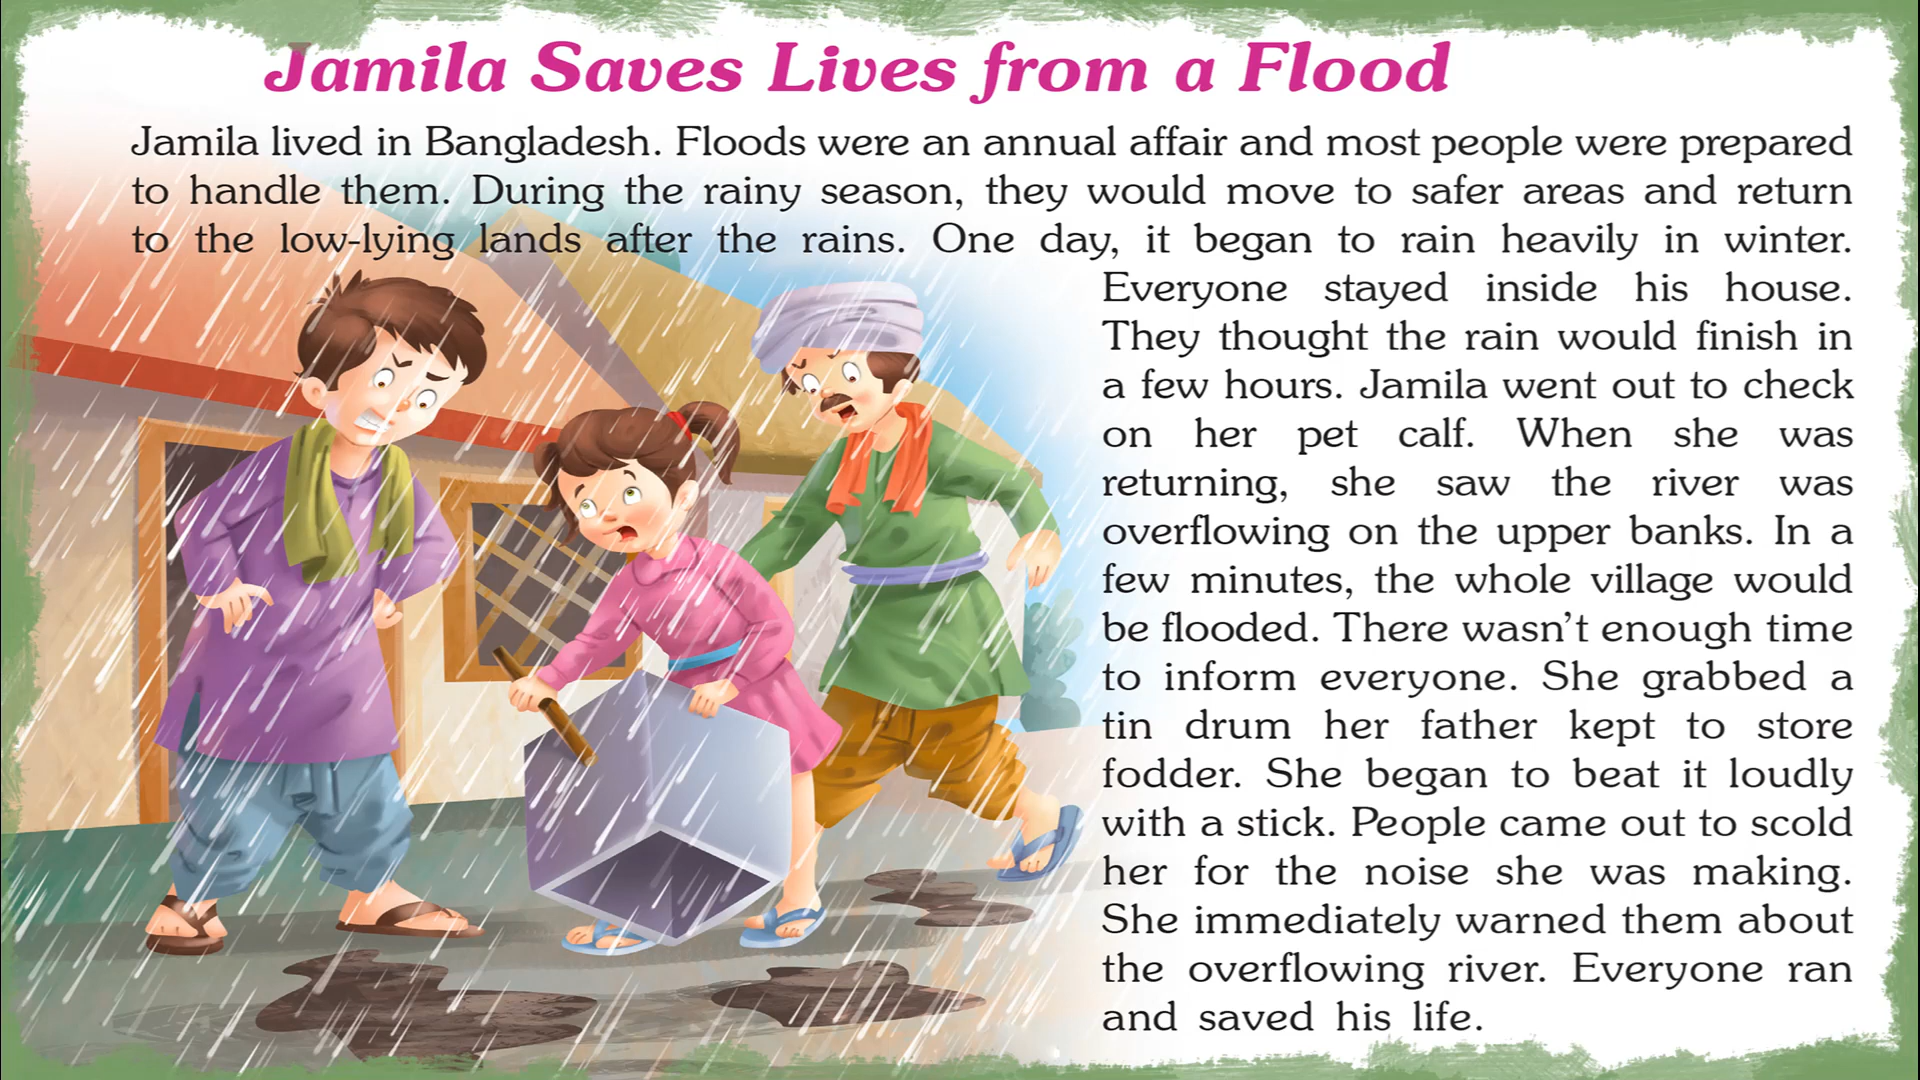 Jamila Saves Lives from a Flood
Jamila lived in Bangladesh. Floods were an annual affair and most people were prepared
to handle them. During the rainy season, they would move to safer areas and return
to the low-lying lands after the rains. One day, it began to rain heavily in winter.
Everyone stayed inside his house.
They thought the rain would finish in
a few hours. Jamila went out to check
on her pet calf. When she was
returning, she saw the river was
overflowing on the upper banks. In a
few minutes, the whole village would
be flooded. There wasn’t enough time
to inform everyone. She grabbed a
tin drum her father kept to store
fodder. She began to beat it loudly
with a stick. People came out to scold
her for the noise she was making.
She immediately warned them about
the overflowing river. Everyone ran
and saved his life.